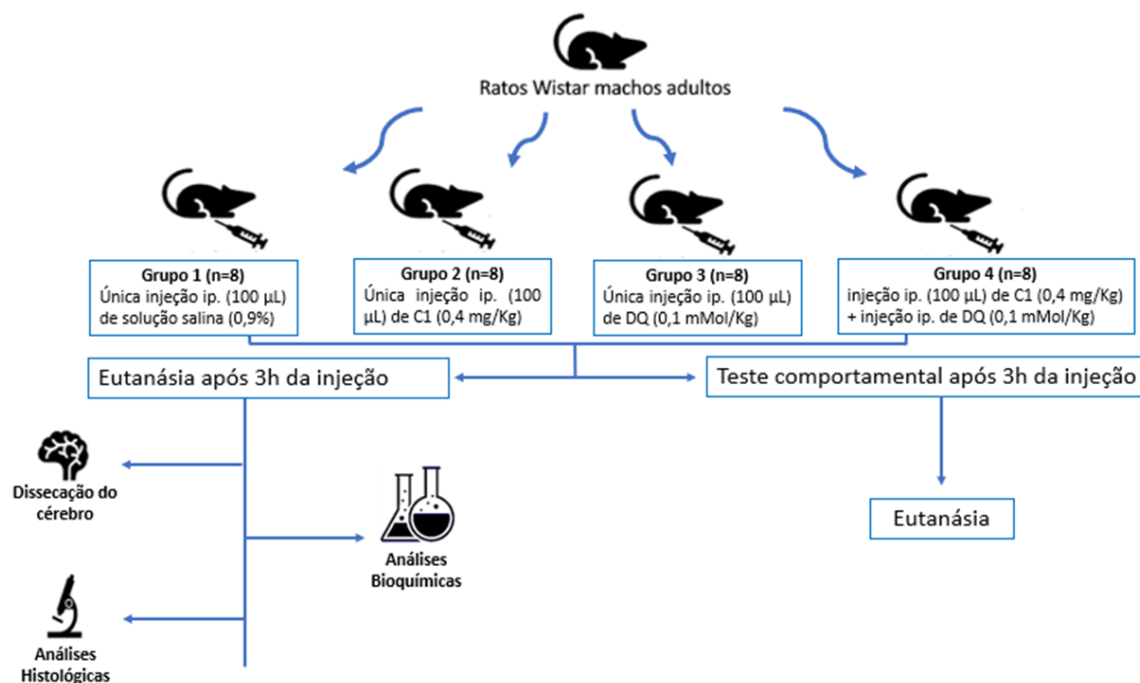 Ratos Wistar machos adultos
Grupo 1 (n=8)
Única injeção ip. (100 µL)
de solução salina (0,9%)
Grupo 2 (n=8)
Única injeção ip. (100
µL) de C1 (0,4 mg/Kg)
Grupo 3 (n=8)
Única injeção ip. (100 µL)
de DQ (0,1 mMol/Kg)
Grupo 4 (n=8)
injeção ip. (100 µL) de C1 (0,4 mg/Kg)
+ injeção ip. de DQ (0,1 mMol/Kg)
Eutanásia após 3h da injeção
Teste comportamental após 3h da injeção
Dissecação do
cérebro
Análises
Bioquímicas
Eutanásia
Análises
Histológicas